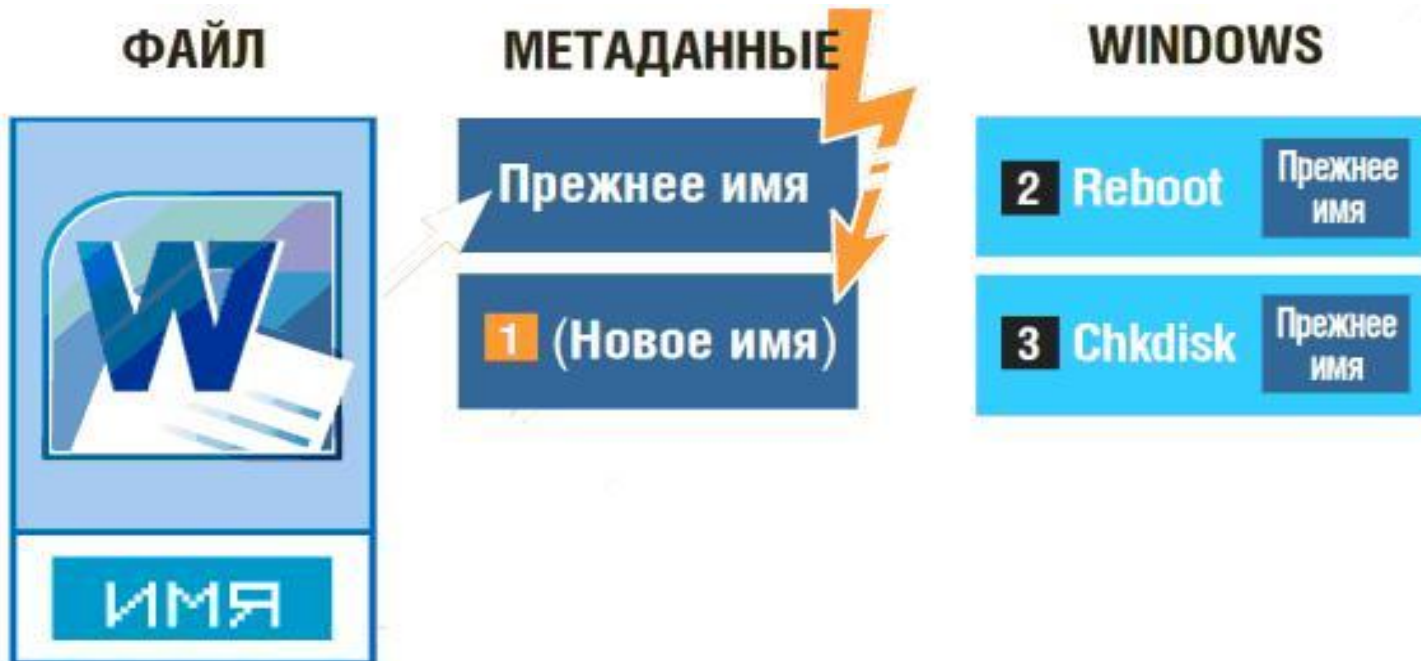 ФАЙЛ
W
ИМЯ
МЕТАДАННЫЕ
Прежнее имя
1 (Новое имя)
WINDOWS
2 Reboot
Прежнее
имя
3 Chkdisk
Прежнее
имя